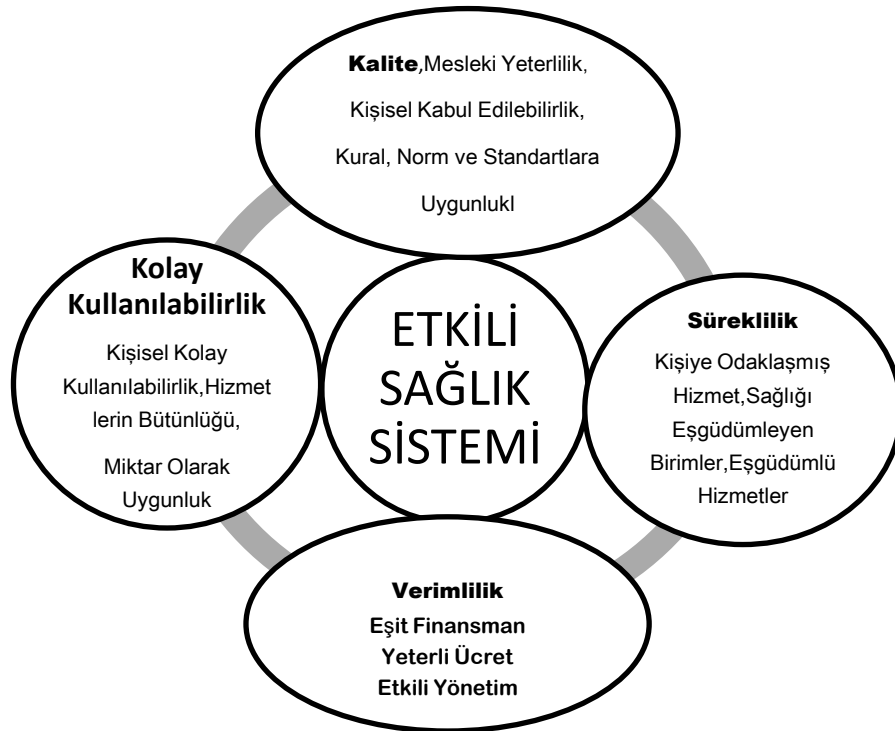 Kalite,Mesleki Yeterlilik,
Kişisel Kabul Edilebilirlik,
Kural, Norm ve Standartlara
Uygunlukl
Kolay
Kullanılabilirlik
Kişisel Kolay
Kullanılabilirlik,Hizmet
lerin Bütünlüğü,
Miktar Olarak
Uygunluk
ETKİLİ
SAĞLIK
SİSTEMİ
Süreklilik
Kişiye Odaklaşmış
Hizmet,Sağlığı
Eşgüdümleyen
Birimler,Eşgüdümlü
Hizmetler
Verimlilik
Eşit Finansman
Yeterli Ücret
Etkili Yönetim